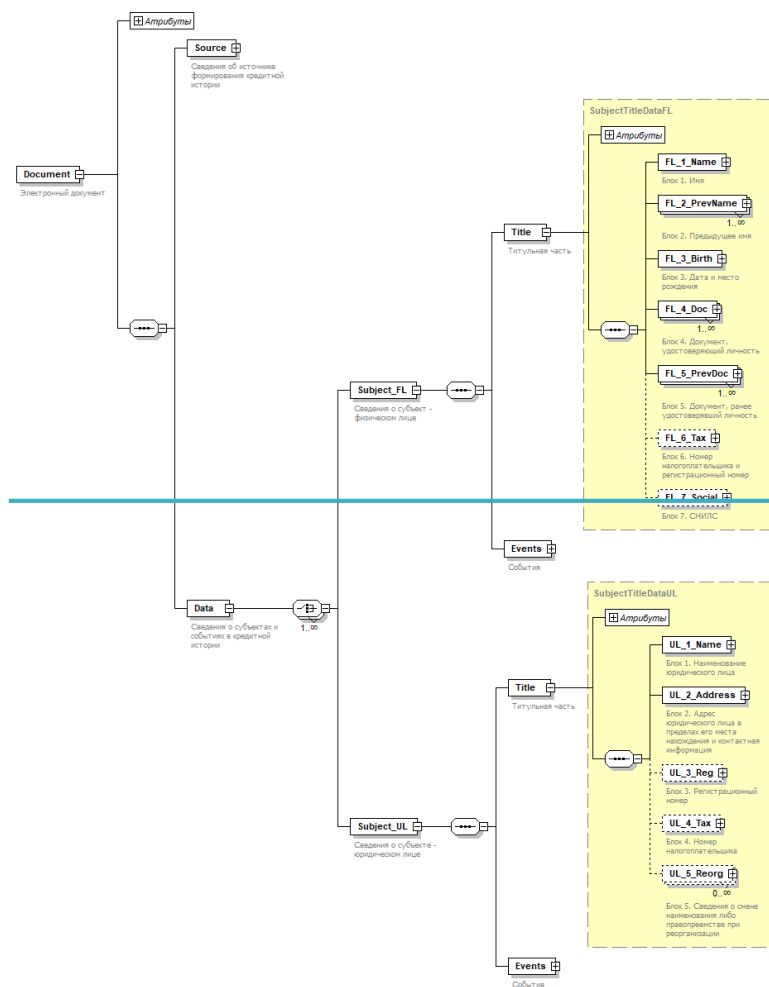 Атрибуты
Source
Сведения об источнике
формирования кредитной
истории
Document
Электронный документ
SubjectTitleDataFL
Атрибуты
FL_1_Name
Блок 1. Имя
FL_2_PrevName
1..∞
Блок 2. Предыдущее имя
Title
Титульная часть
FL_3_Birth
Блок 3. Дата и место
рождения
FL_4_Doc
1..∞
Блок 4. Документ,
удостоверяющий личность
FL_5_PrevDoc
1..∞
Блок 5. Документ, ранее
удостоверявший личность
Subject_FL
Сведения о субъект -
физическом лице
FL_6_Tax
Блок 6. Номер
налогоплательщика и
регистрационный номер
FL_7_Social
Блок 7. СНИЛС
Events
События
Data
1..∞
Сведения о субъектах и
событиях в кредитной
истории
SubjectTitleDataUL
Атрибуты
UL_1_Name
Блок 1. Наименование
юридического лица
Title
Титульная часть
UL_2_Address
Блок 2. Адрес
юридического лица в
пределах его места
нахождения и контактная
информация
UL_3_Reg
Блок 3. Регистрационный
номер
Subject_UL
Сведения о субъекте -
юридическом лице
UL_4_Tax
Блок 4. Номер
налогоплательщика
UL_5_Reorg
0..∞
Блок 5. Сведения о смене
наименования либо
правопреемстве при
реорганизации
Events
События